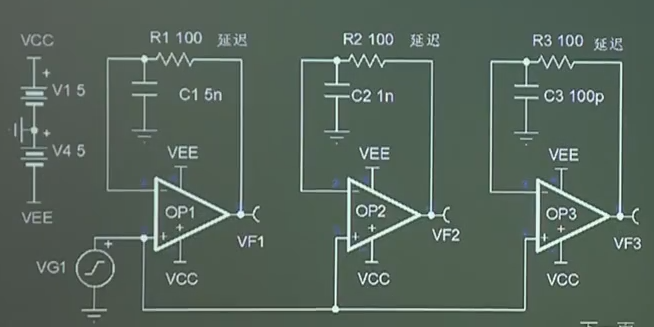 VCC
V1 5
V4 5
VEE
VG1
R1 100 延迟
C1 5n
VEE
OP1
VCC
VF1
R2 100 延迟
C2 1n
VEE
OP2
VCC
VF2
R3 100 延迟
C3 100p
VEE
OP3
VCC
VF3